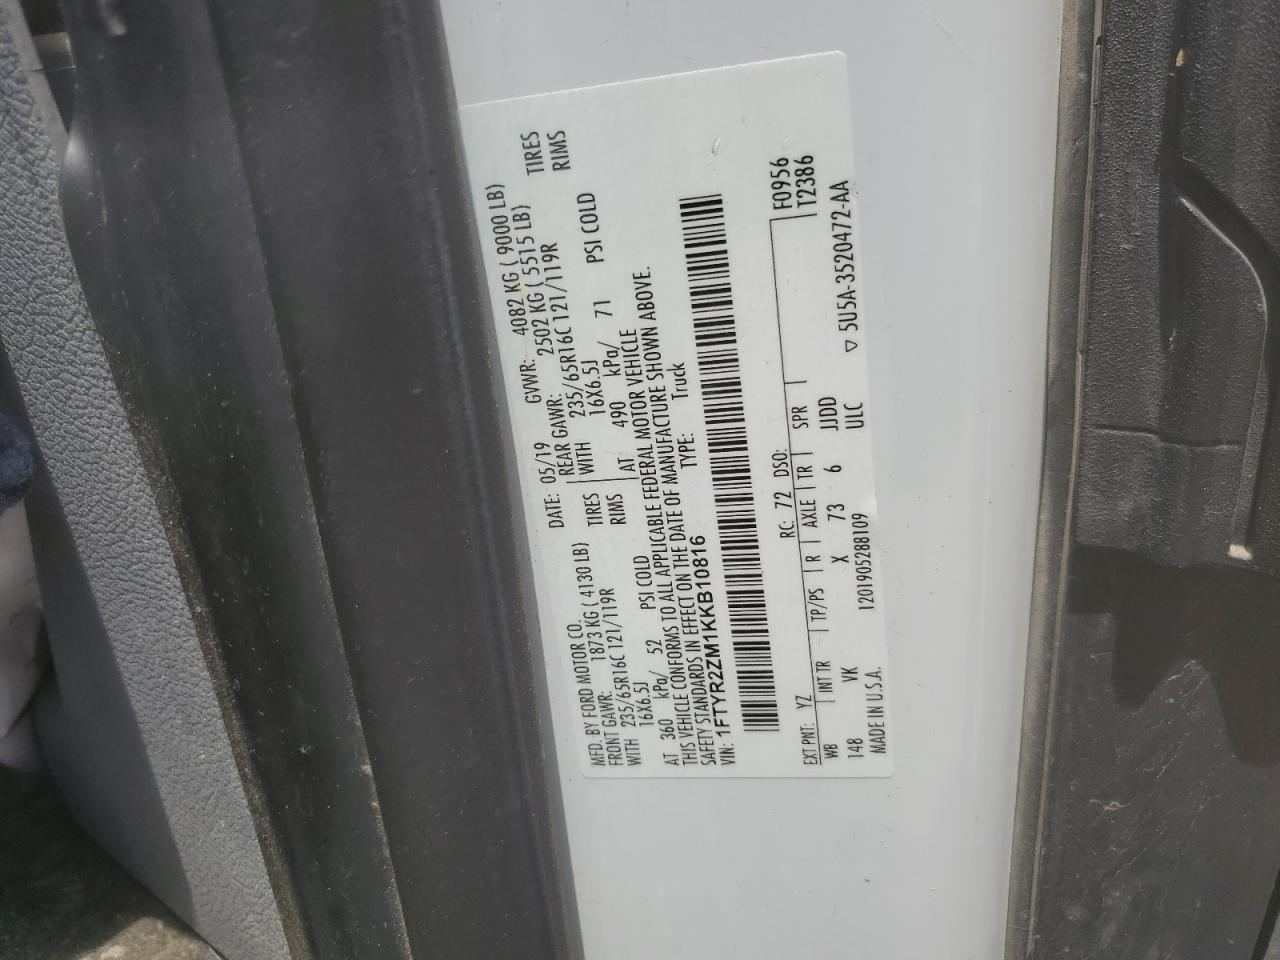 MFD. BY FORD MOTOR CO.
DATE: 05/19 GVWR: 4082 KG ( 9000 LB)
FRONT GAWR: 1873 KG ( 4130 LB) REAR GAWR: 2502 KG ( 5515 LB)
WITH 235/65R16C 121/119R TIRES WITH 235/65R16C 121/119R TIRES
16X6.5J RIMS 16X6.5J RIMS
AT 360 kPa/ 52 PSI COLD AT: 490 kPa/ 71 PSI COLD
THIS VEHICLE CONFORMS TO ALL APPLICABLE FEDERAL MOTOR VEHICLE
SAFETY STANDARDS IN EFFECT ON THE DATE OF MANUFACTURE SHOWN ABOVE.
VIN: 1FTYR2ZM1KKB10816 TYPE: Truck
F0956
EXT PNT: YZ RC: 72 DSO: T2386
WB INT TR TP/PS R AXLE TR SPR
148 VK X 73 6 JJDD
MADE IN U.S.A. 1201905288109 ULC
▽ 5U5A-3520472-AA